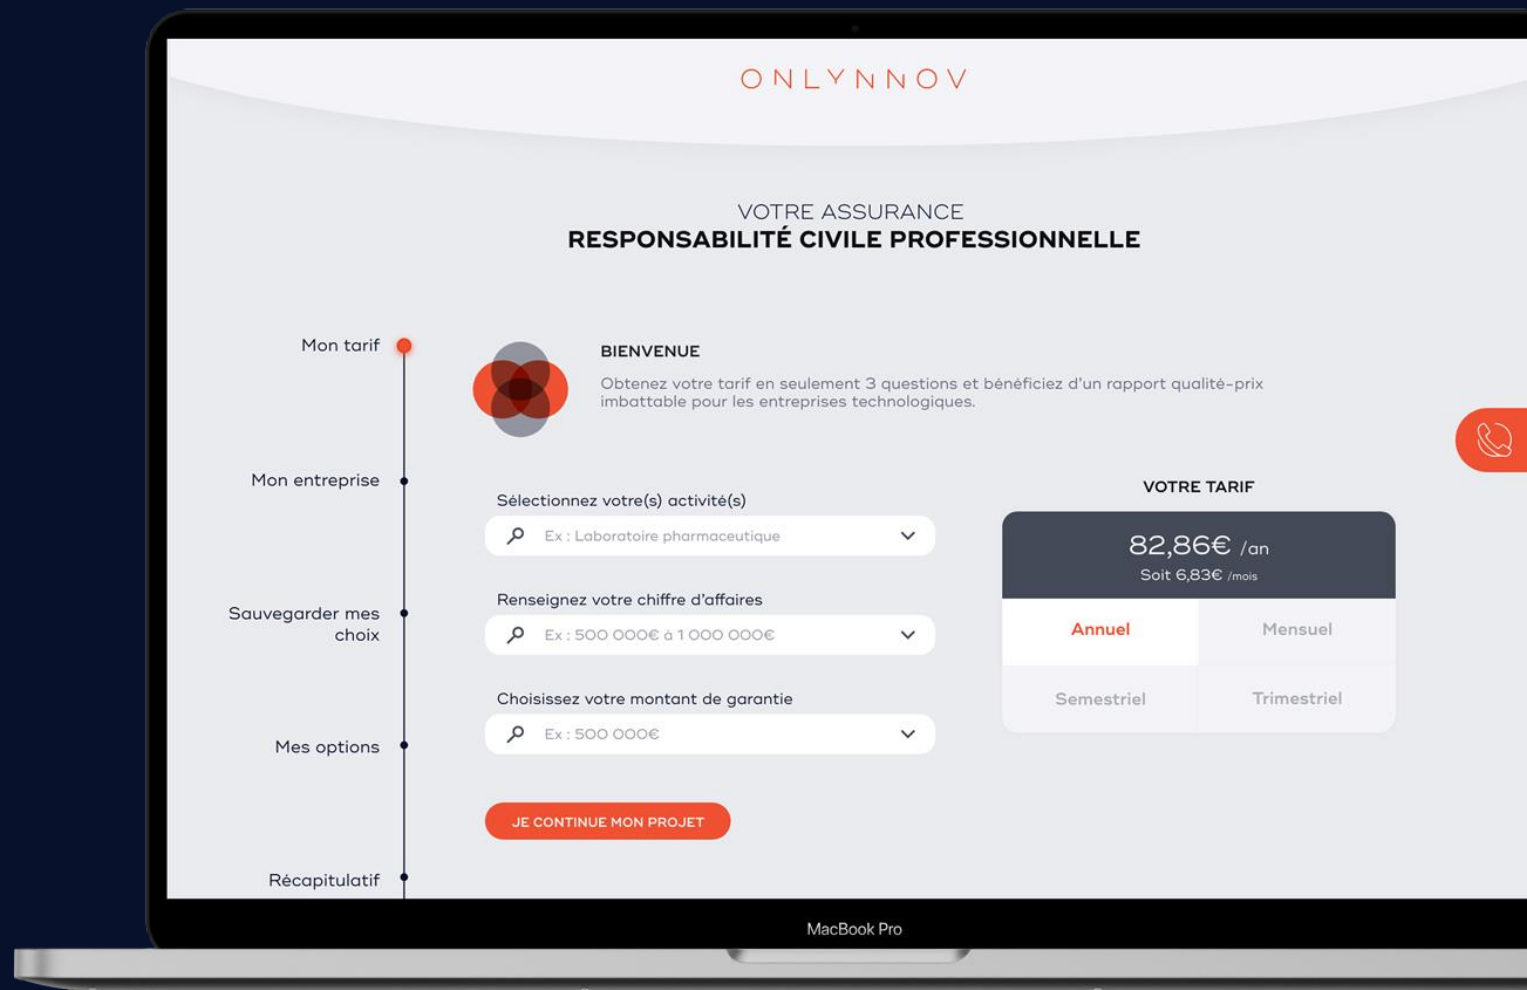 ONLYNNOV
VOTRE ASSURANCE
RESPONSABILITÉ CIVILE PROFESSIONNELLE
Mon tarif
Mon entreprise
Sauvegarder mes
choix
Mes options
Récapitulatif
BIENVENUE
Obtenez votre tarif en seulement 3 questions et bénéficiez d'un rapport qualité-prix
imbattable pour les entreprises technologiques.
Sélectionnez votre(s) activité(s)
Ex : Laboratoire pharmaceutique
Renseignez votre chiffre d'affaires
Ex : 500 000€ à 1 000 000€
Choisissez votre montant de garantie
Ex : 500 000€
JE CONTINUE MON PROJET
VOTRE TARIF
82,86€ /an
Soit 6,83€ /mois
Annuel
Mensuel
Semestriel
Trimestriel
MacBook Pro